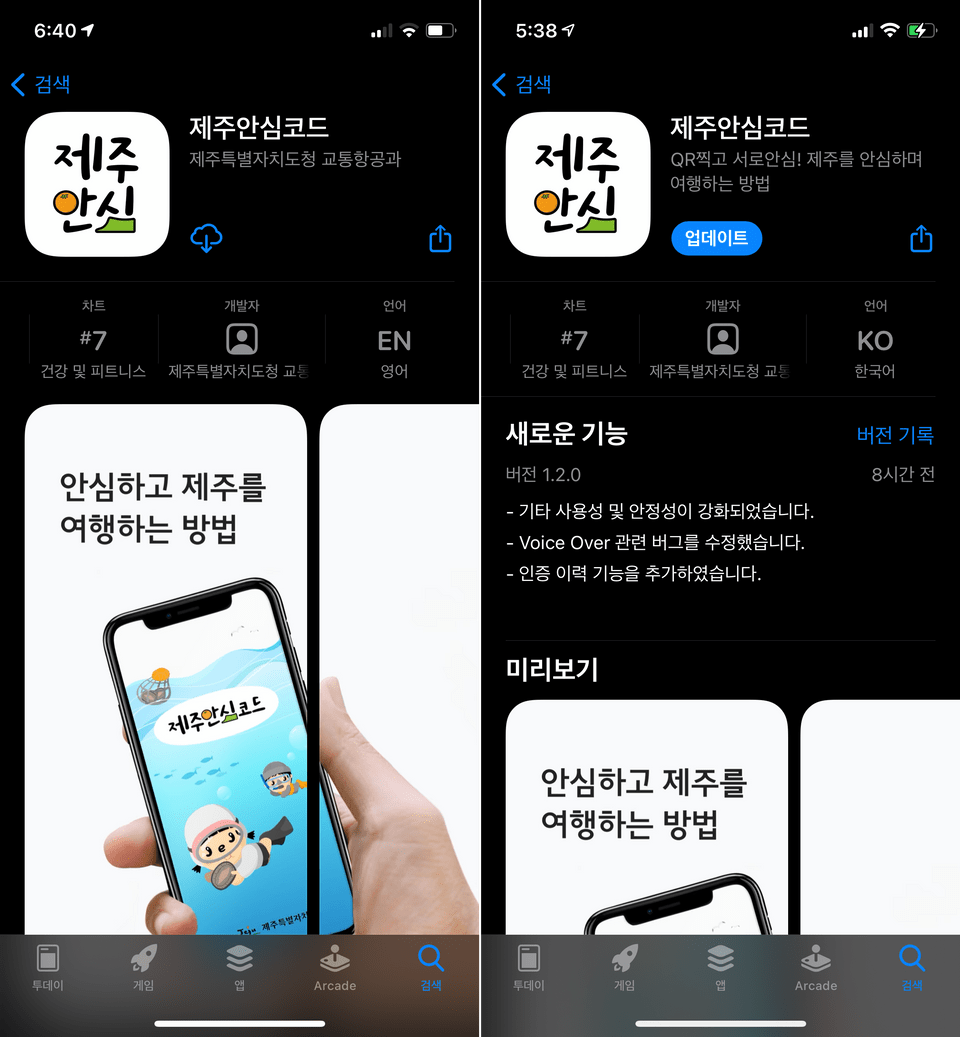 6:40
검색
제주
안심
제주안심코드
제주특별자치도청 교통항공과
차트
개발자
언어
#7
EN
건강 및 피트니스
제주특별자치도청 교통
영어
안심하고 제주를
여행하는 방법
제주안심코드
제주특별자치
투데이
게임
앱
Arcade
검색
5:38
검색
제주
안심
제주안심코드
QR찍고 서로안심! 제주를 안심하며
여행하는 방법
업데이트
차트
개발자
언어
#7
KO
건강 및 피트니스
제주특별자치도청 교통
한국어
새로운 기능
버전 기록
버전 1.2.0
8시간 전
- 기타 사용성 및 안정성이 강화되었습니다.
- Voice Over 관련 버그를 수정했습니다.
- 인증 이력 기능을 추가하였습니다.
미리보기
안심하고 제주를
여행하는 방법
투데이
게임
앱
Arcade
검색